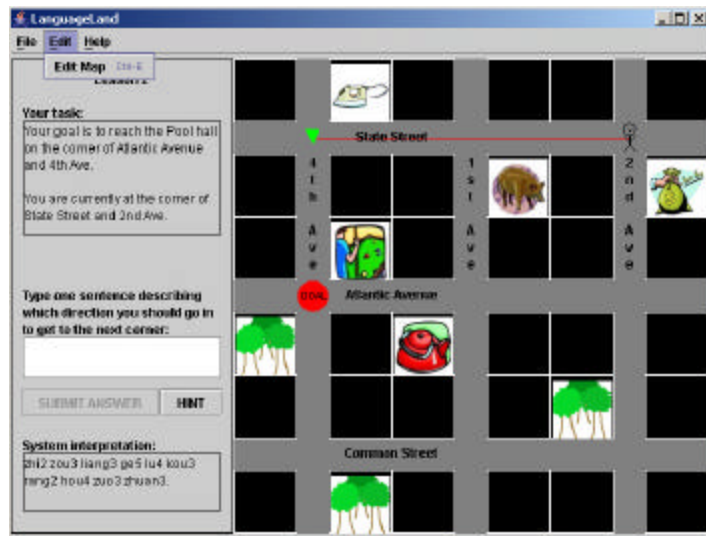 LanguageLand
File Edit Help
Edit Map Ctrl-E
Your task:
Your goal is to reach the Pool hall
on the corner of Atlantic Avenue
and 4th Ave.
You are currently at the corner of
State Street and 2nd Ave.
Type one sentence describing
which direction you should go in
to get to the next corner:
SUBMIT ANSWER HINT
System interpretation:
zhi2 zou3 liang3 ge5 lu4 kou3
rang2 hou4 zuo3 zhuan3.
State Street
4th Ave
1st Ave
2nd Ave
GOAL
Atlantic Avenue
Common Street